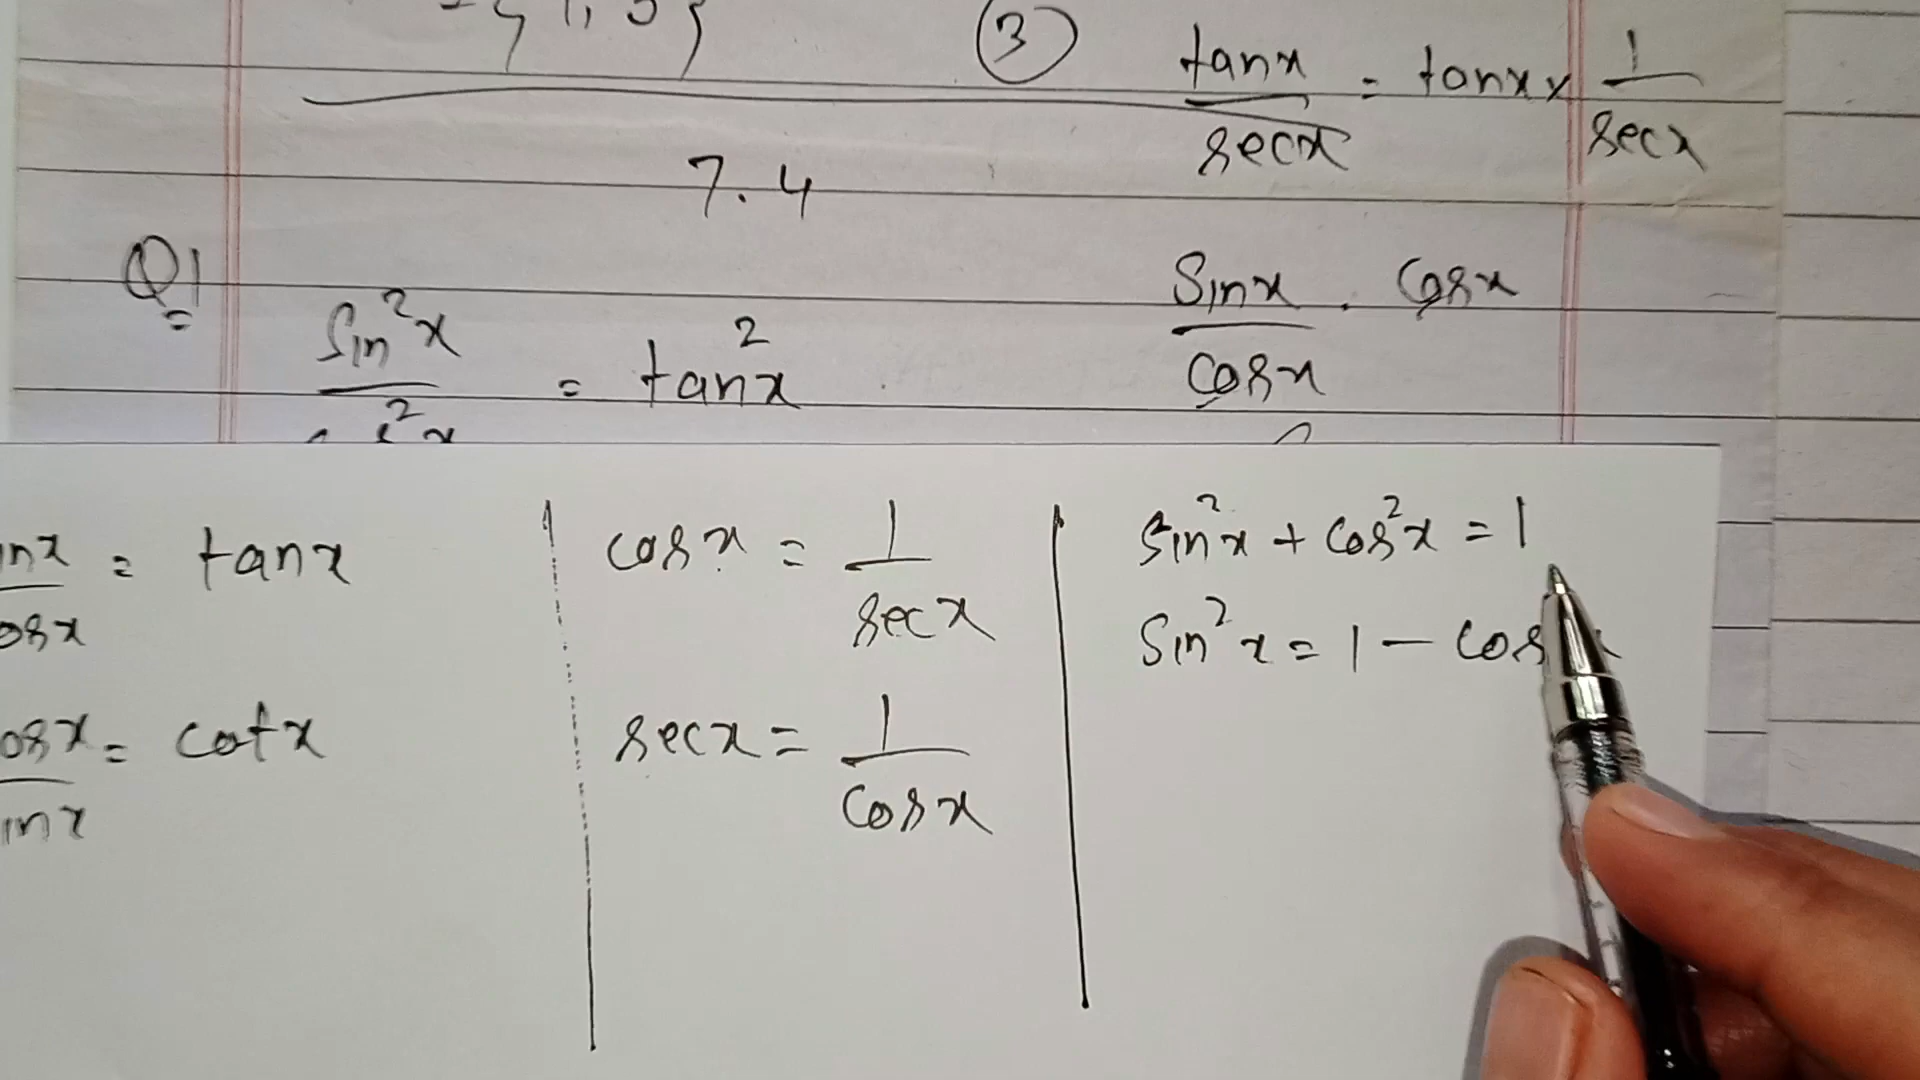 ③ tanx/secx = tanx × 1/secx
7.4
Q1 sin²x/ = tan²x
sinx/cosx . cosx
inx/osx = tanx
osx/inx = cotx
cosx = 1/secx
secx = 1/cosx
sin²x + cos²x = 1
sin²x = 1 - cos